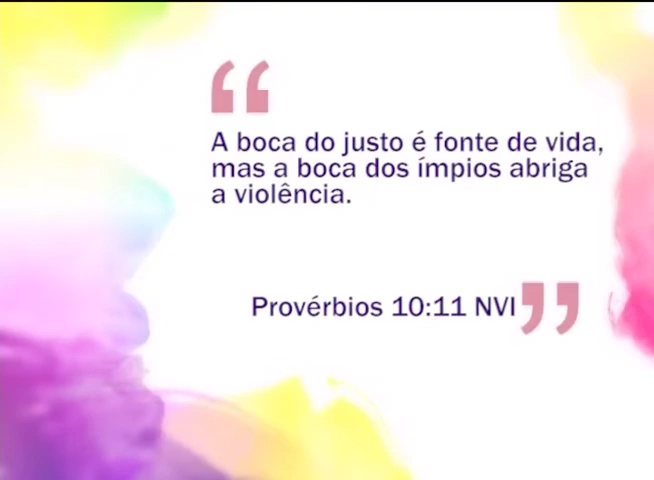 “
A boca do justo é fonte de vida,
mas a boca dos ímpios abriga
a violência.
Provérbios 10:11 NVI”